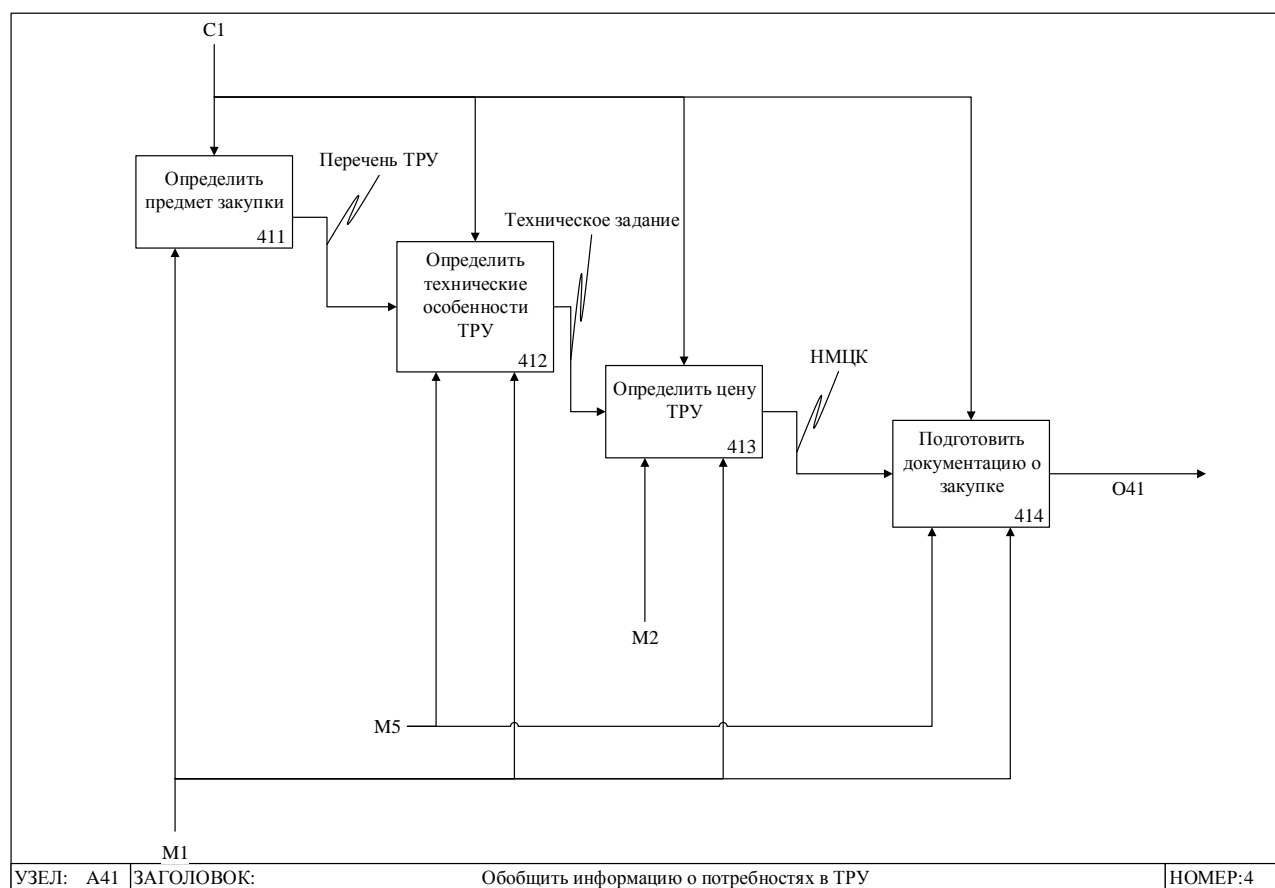 C1
Перечень ТРУ
Определить
предмет закупки
411
Техническое задание
Определить
технические
особенности
ТРУ
412
НМЦК
Определить цену
ТРУ
413
Подготовить
документацию о
закупке
414
O41
M2
M5
M1
УЗЕЛ: A41 ЗАГОЛОВОК: Обобщить информацию о потребностях в ТРУ НОМЕР:4